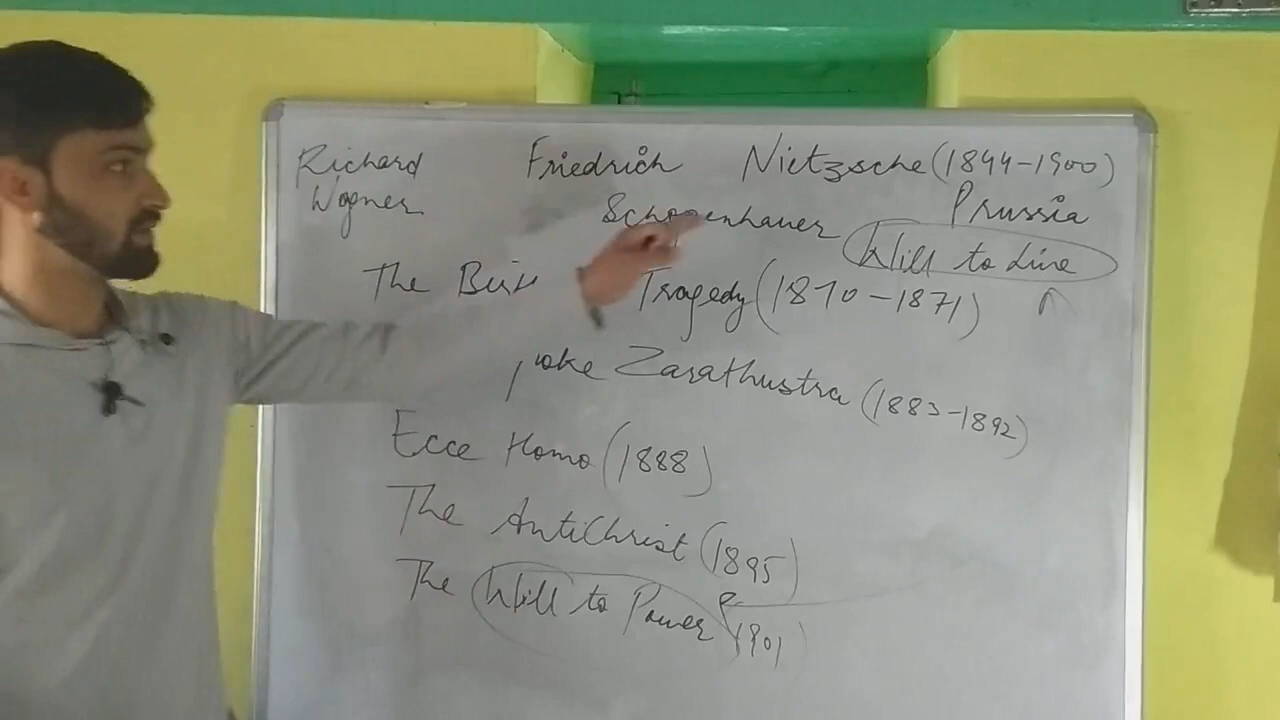 Richard Friedrich Nietzsche (1844-1900)
Wagner Schopenhauer Prussia
Will to Live
The Tragedy (1870-1871)
Zarathustra (1883-1892)
Ecce Homo (1888)
The AntiChrist (1895)
The Will to Power (1901)